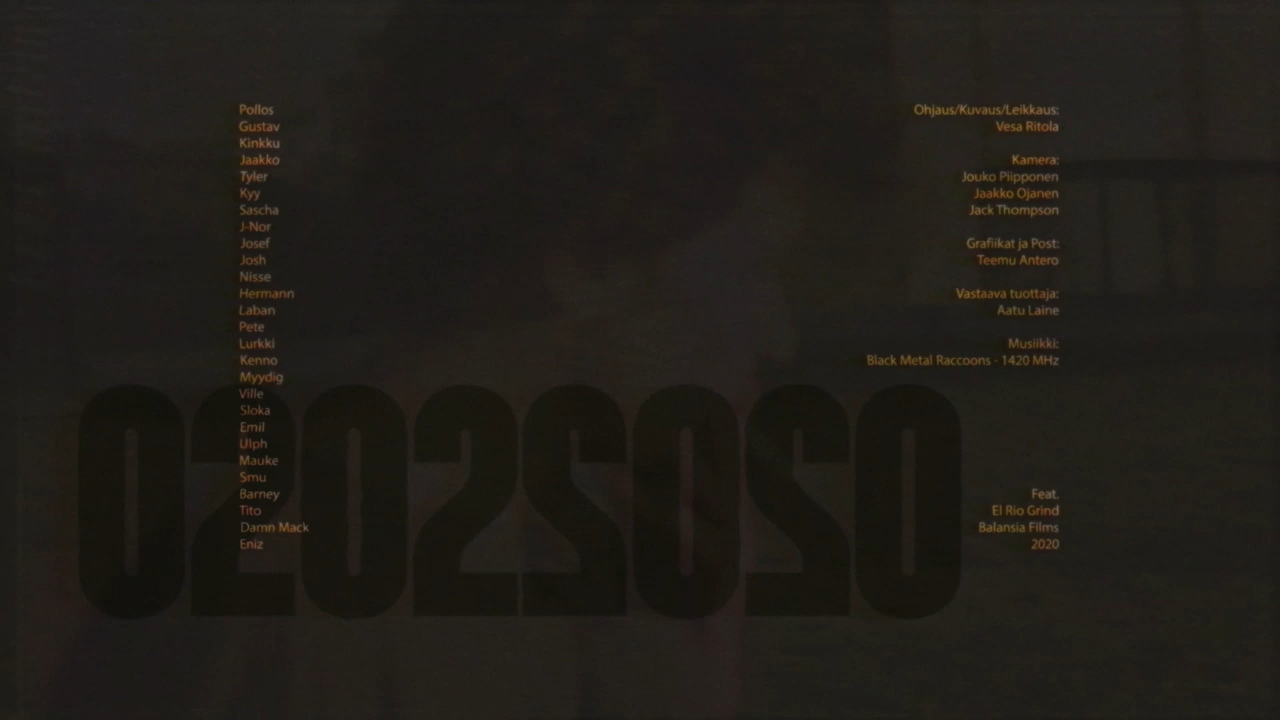 Pollos
Gustav
Kinkku
Jaakko
Tyler
Kyy
Sascha
J-Nor
Josef
Josh
Nisse
Hermann
Laban
Pete
Lurkki
Kenno
Myydig
Ville
Sloka
Emil
Ulph
Mauke
Smu
Barney
Tito
Damn Mack
Eniz
Ohjaus/Kuvaus/Leikkaus:
Vesa Ritola
Kamera:
Jouko Piipponen
Jaakko Ojanen
Jack Thompson
Grafiikat ja Post:
Teemu Antero
Vastaava tuottaja:
Aatu Laine
Musiikki:
Black Metal Raccoons - 1420 MHz
Feat.
El Rio Grind
Balansia Films
2020
02022020